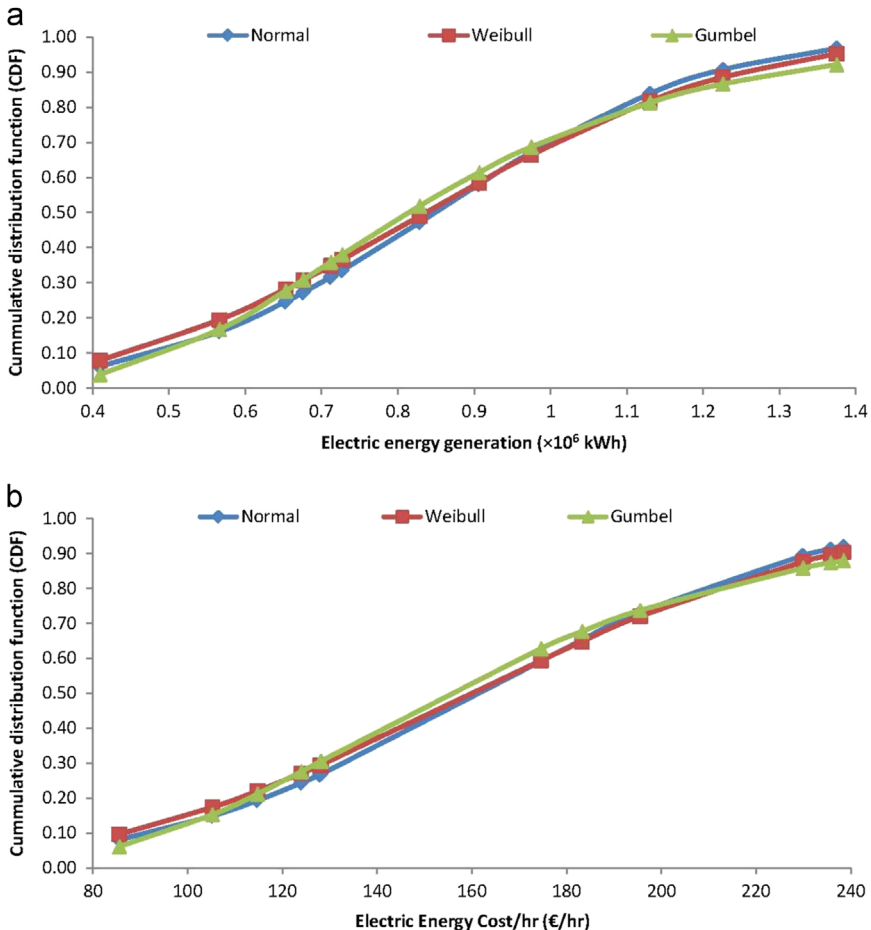 a
Normal Weibull Gumbel
Cummulative distribution function (CDF)
1.00
0.90
0.80
0.70
0.60
0.50
0.40
0.30
0.20
0.10
0.00
0.4 0.5 0.6 0.7 0.8 0.9 1 1.1 1.2 1.3 1.4
Electric energy generation (×10⁶ kWh)
b
Normal Weibull Gumbel
Cummulative distribution function (CDF)
1.00
0.90
0.80
0.70
0.60
0.50
0.40
0.30
0.20
0.10
0.00
80 100 120 140 160 180 200 220 240
Electric Energy Cost/hr (€/hr)